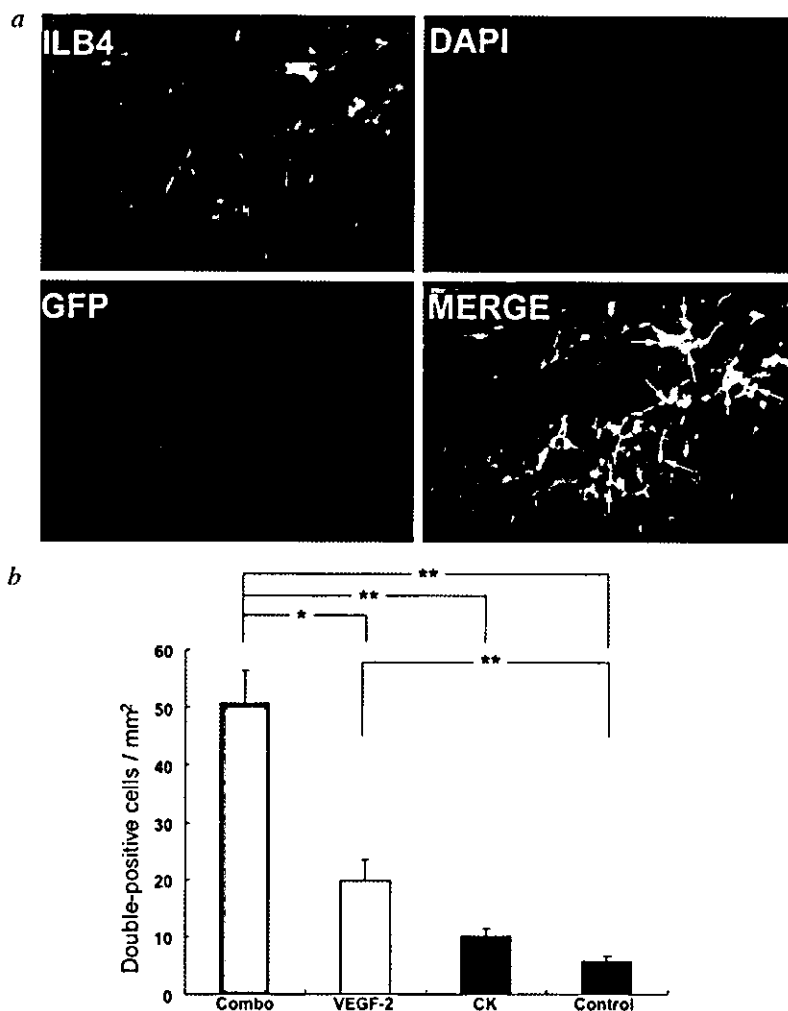 a
ILB4
DAPI
GFP
MERGE
b
**
**
*
**
60
50
40
30
20
10
0
Double-positive cells / mm²
Combo
VEGF-2
CK
Control